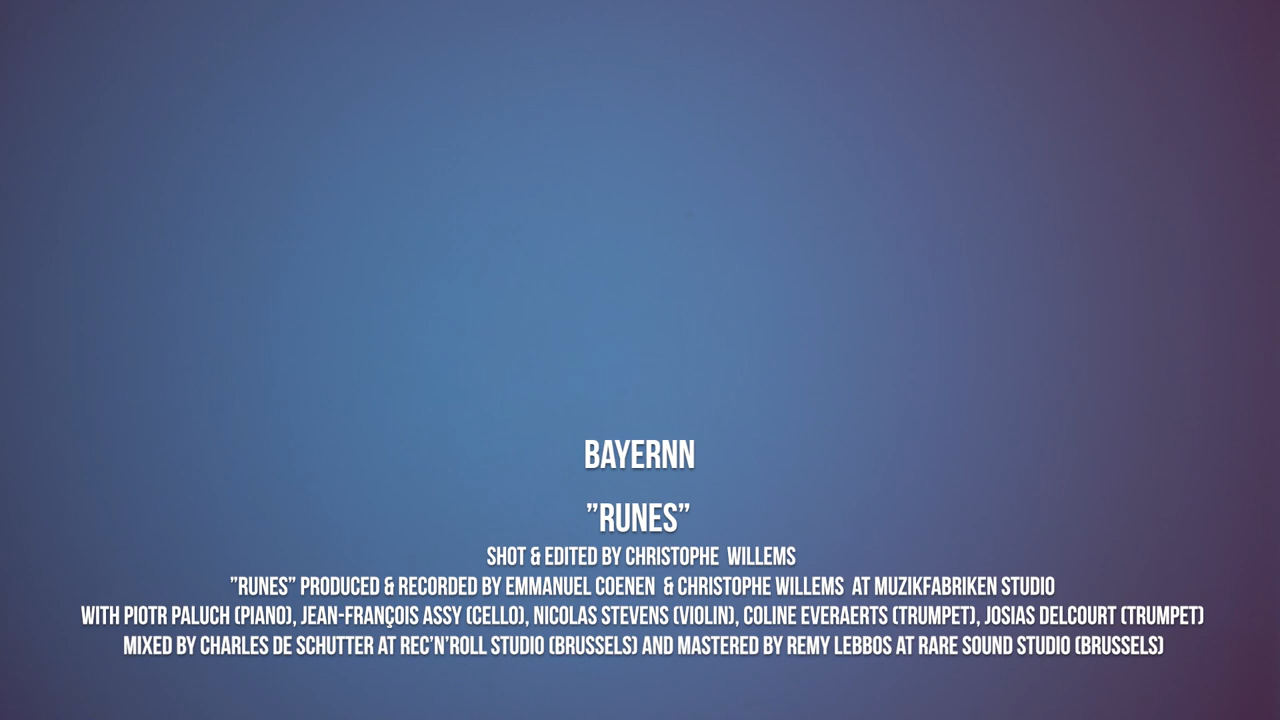 BAYERNN
”RUNES”
SHOT & EDITED BY CHRISTOPHE WILLEMS
”RUNES” PRODUCED & RECORDED BY EMMANUEL COENEN & CHRISTOPHE WILLEMS AT MUZIKFABRIKEN STUDIO
WITH PIOTR PALUCH (PIANO), JEAN-FRANÇOIS ASSY (CELLO), NICOLAS STEVENS (VIOLIN), COLINE EVERAERTS (TRUMPET), JOSIAS DELCOURT (TRUMPET)
MIXED BY CHARLES DE SCHUTTER AT REC’N’ROLL STUDIO (BRUSSELS) AND MASTERED BY REMY LEBBOS AT RARE SOUND STUDIO (BRUSSELS)